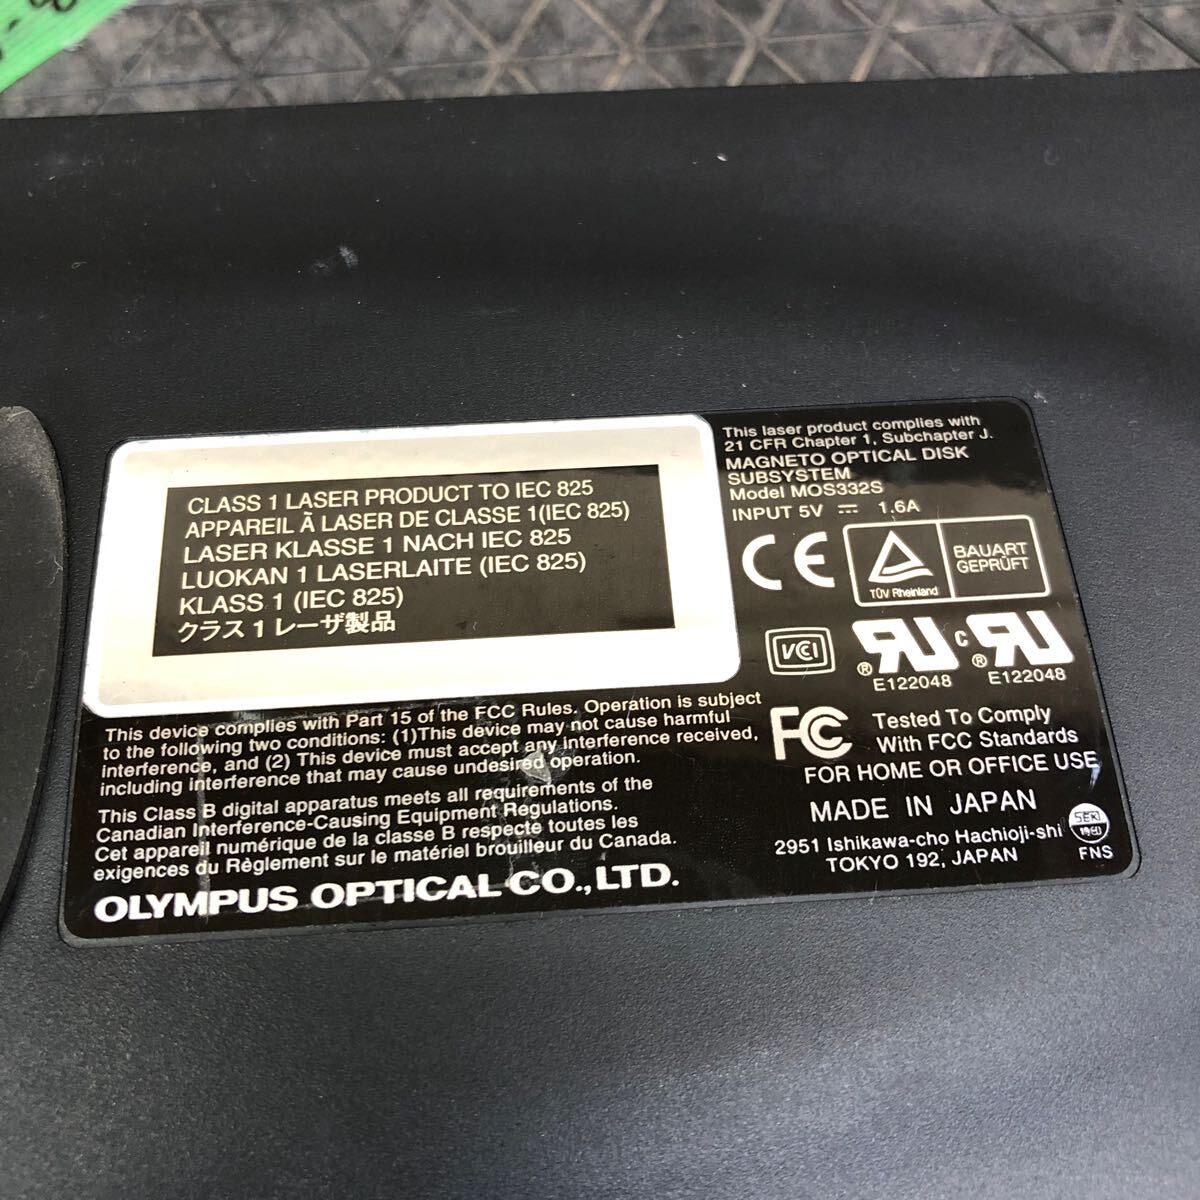 CLASS 1 LASER PRODUCT TO IEC 825
APPAREIL À LASER DE CLASSE 1(IEC 825)
LASER KLASSE 1 NACH IEC 825
LUOKAN 1 LASERLAITE (IEC 825)
KLASS 1 (IEC 825)
クラス 1 レーザ製品
This laser product complies with
21 CFR Chapter 1, Subchapter J.
MAGNETO OPTICAL DISK
SUBSYSTEM
Model MOS332S
INPUT 5V ⎓ 1.6A
CE
TÜV Rheinland
BAUART
GEPRÜFT
VCCI
E122048
C
E122048
FC
Tested To Comply
With FCC Standards
FOR HOME OR OFFICE USE
MADE IN JAPAN
2951 Ishikawa-cho Hachioji-shi
TOKYO 192, JAPAN
FNS
This device complies with Part 15 of the FCC Rules. Operation is subject
to the following two conditions: (1)This device may not cause harmful
interference, and (2) This device must accept any interference received,
including interference that may cause undesired operation.
This Class B digital apparatus meets all requirements of the
Canadian Interference-Causing Equipment Regulations.
Cet appareil numérique de la classe B respecte toutes les
exigences du Règlement sur le matériel brouilleur du Canada.
OLYMPUS OPTICAL CO.,LTD.